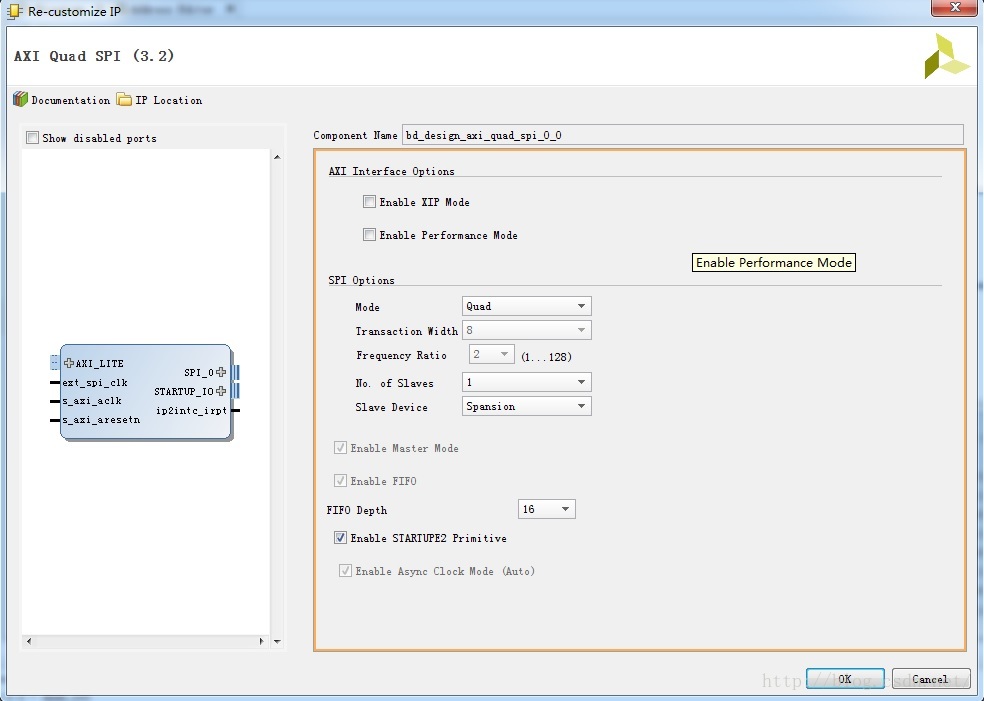 Re-customize IP
AXI Quad SPI (3.2)
Documentation IP Location
Show disabled ports
Component Name bd_design_axi_quad_spi_0_0
AXI Interface Options
Enable XIP Mode
Enable Performance Mode
Enable Performance Mode
SPI Options
Mode Quad
Transaction Width 8
Frequency Ratio 2 (1...128)
No. of Slaves 1
Slave Device Spansion
AXI_LITE
ext_spi_clk
s_axi_aclk
s_axi_aresetn
SPI_0
STARTUP_IO
ip2intc_irpt
Enable Master Mode
Enable FIFO
FIFO Depth 16
Enable STARTUPE2 Primitive
Enable Async Clock Mode (Auto)
OK Cancel